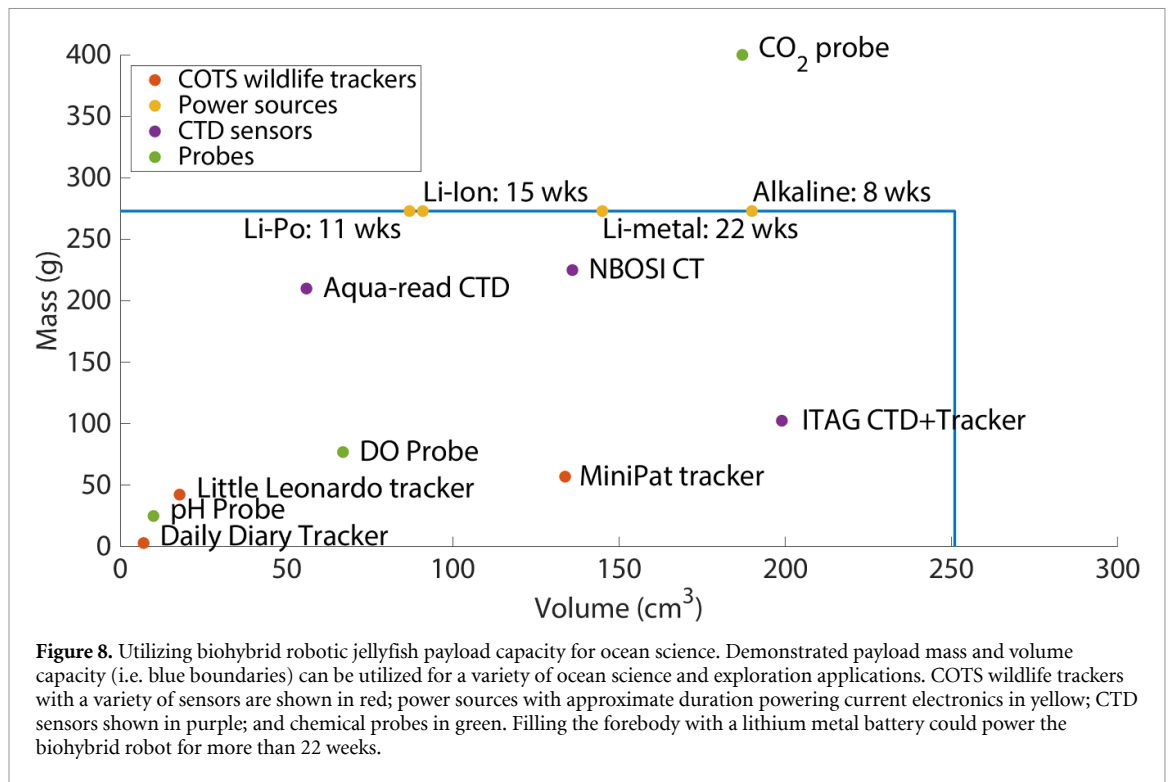 400
CO2 probe
COTS wildlife trackers
Power sources
CTD sensors
Probes
350
300
Li-Ion: 15 wks
Alkaline: 8 wks
Li-Po: 11 wks
Li-metal: 22 wks
250
NBOSI CT
Aqua-read CTD
200
Mass (g)
150
100
ITAG CTD+Tracker
DO Probe
MiniPat tracker
50
Little Leonardo tracker
pH Probe
Daily Diary Tracker
0
0 50 100 150 200 250 300
Volume (cm3)
Figure 8. Utilizing biohybrid robotic jellyfish payload capacity for ocean science. Demonstrated payload mass and volume
capacity (i.e. blue boundaries) can be utilized for a variety of ocean science and exploration applications. COTS wildlife trackers
with a variety of sensors are shown in red; power sources with approximate duration powering current electronics in yellow; CTD
sensors shown in purple; and chemical probes in green. Filling the forebody with a lithium metal battery could power the
biohybrid robot for more than 22 weeks.